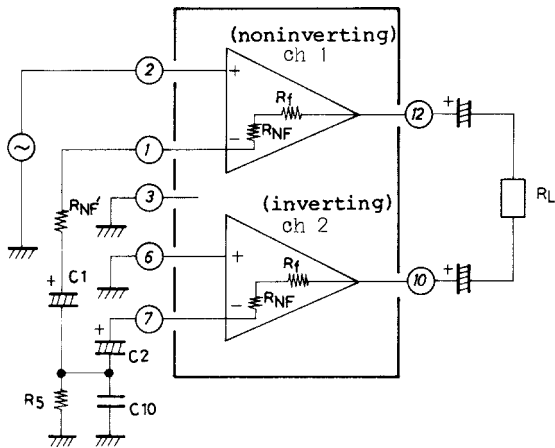 (noninverting)
ch 1
2
+
Rf
12
+
RNF
−
1
3
RNF'
RL
(inverting)
ch 2
6
+
Rf
10
+
RNF
−
7
+
C1
+
C2
R5
C10